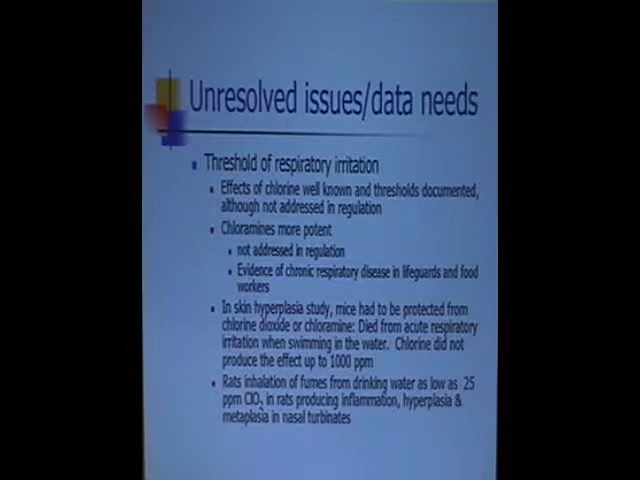 Unresolved issues/data needs
Threshold of respiratory irritation
Effects of chlorine well known and thresholds documented,
although not addressed in regulation
Chloramines more potent
not addressed in regulation
Evidence of chronic respiratory disease in lifeguards and food
workers
In skin hyperplasia study, mice had to be protected from
chlorine dioxide or chloramine: Died from acute respiratory
irritation when swimming in the water. Chlorine did not
produce the effect up to 1000 ppm
Rats inhalation of fumes from drinking water as low as 25
ppm ClO2 in rats producing inflammation, hyperplasia &
metaplasia in nasal turbinates